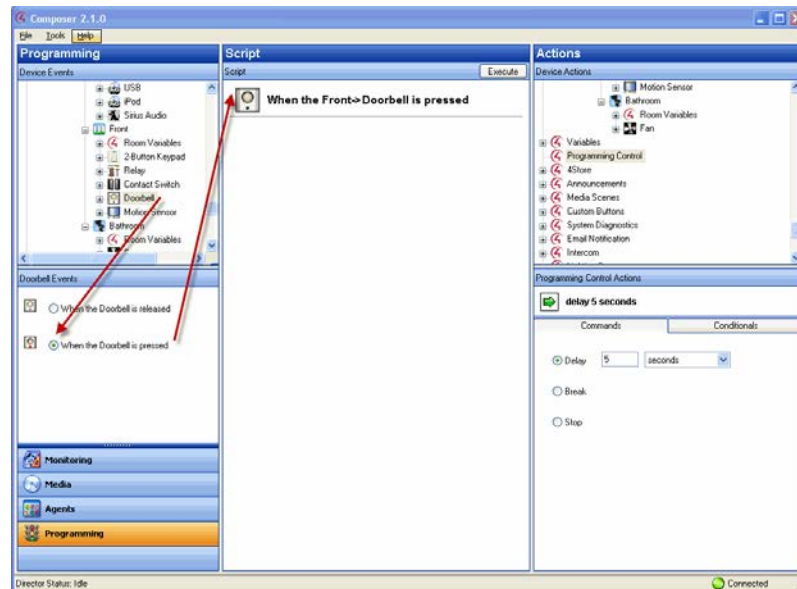 Composer 2.1.0
File Tools Help
Programming
Device Events
USB
iPod
Sirius Audio
Front
Room Variables
2-Button Keypad
Relay
Contact Switch
Doorbell
Motion Sensor
Bathroom
Room Variables
Doorbell Events
When the Doorbell is released
When the Doorbell is pressed
Monitoring
Media
Agents
Programming
Script
Script Execute
When the Front->Doorbell is pressed
Actions
Device Actions
Motion Sensor
Bathroom
Room Variables
Fan
Variables
Programming Control
4Store
Announcements
Media Scenes
Custom Buttons
System Diagnostics
Email Notification
Intercom
Programming Control Actions
delay 5 seconds
Commands Conditionals
Delay 5 seconds
Break
Stop
Director Status: Idle Connected